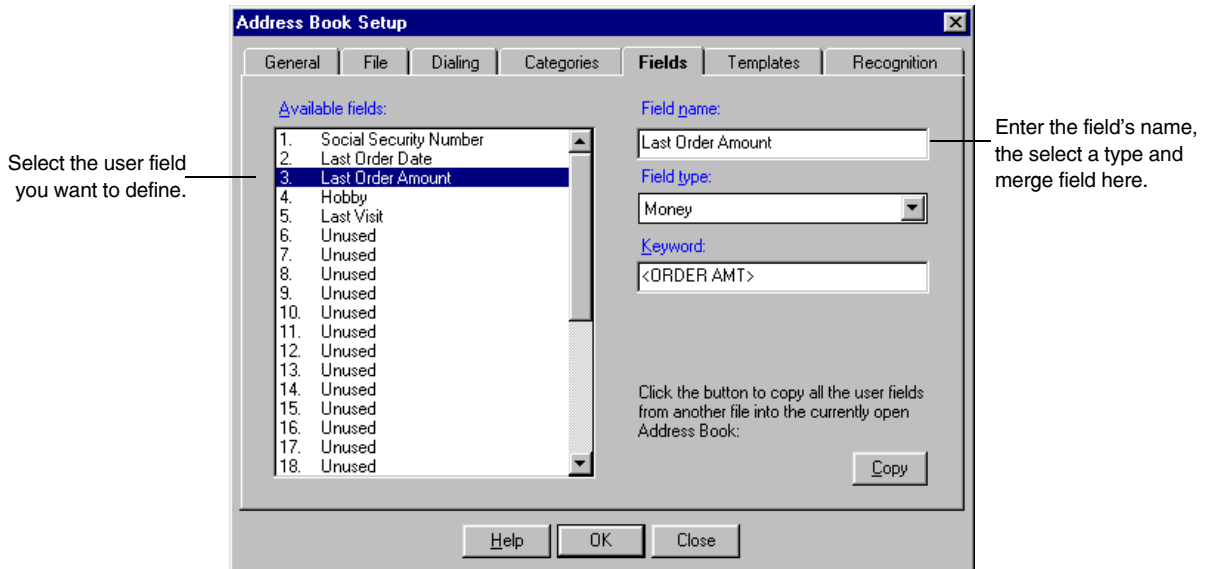 Address Book Setup
General File Dialing Categories Fields Templates Recognition
Available fields:
1. Social Security Number
2. Last Order Date
3. Last Order Amount
4. Hobby
5. Last Visit
6. Unused
7. Unused
8. Unused
9. Unused
10. Unused
11. Unused
12. Unused
13. Unused
14. Unused
15. Unused
16. Unused
17. Unused
18. Unused
Field name:
Last Order Amount
Field type:
Money
Keyword:
<ORDER AMT>
Click the button to copy all the user fields
from another file into the currently open
Address Book:
Copy
Help OK Close
Select the user field
you want to define.
Enter the field's name,
the select a type and
merge field here.